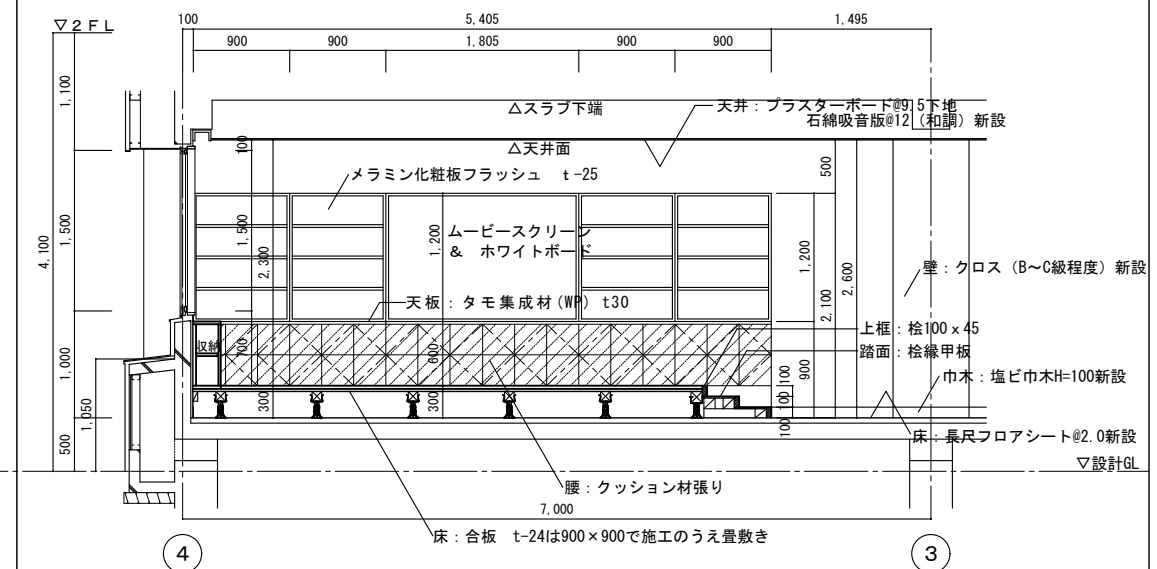 ▽2FL
100
5,405
1,495
900
900
1,805
900
900
1,100
△スラブ下端
天井：プラスターボード@9.5下地
石綿吸音版@12（和調）新設
100
△天井面
500
メラミン化粧板フラッシュ t-25
4,100
1,500
1,500
2,300
1,200
ムービースクリーン
& ホワイトボード
1,200
2,100
2,600
壁：クロス（B～C級程度）新設
天板：タモ集成材(WP) t30
上框：桧100x45
踏面：桧縁甲板
収納
700
600
900
1,000
1,050
100
巾木：塩ビ巾木H=100新設
300
300
100
100
500
床：長尺フロアシート@2.0新設
▽設計GL
腰：クッション材張り
7,000
床：合板 t-24は900×900で施工のうえ畳敷き
4
3